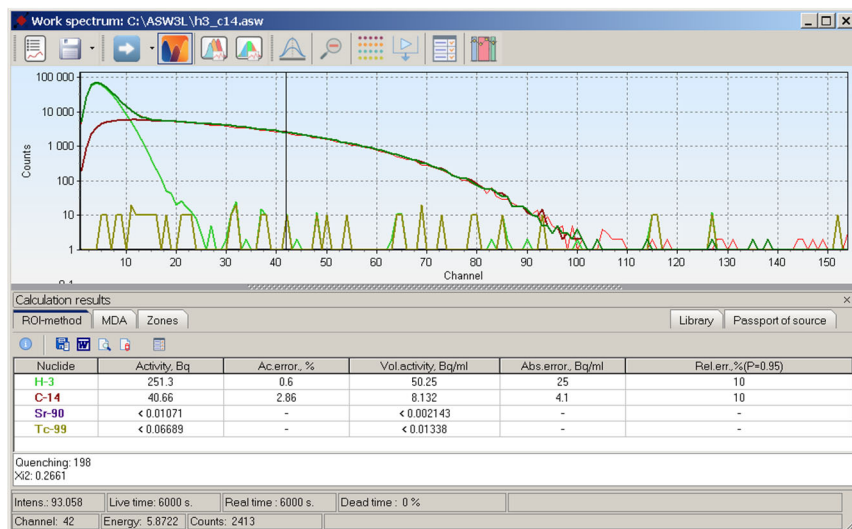 Work spectrum: C:\ASW3L\h3_c14.asw
100 000
10 000
1 000
100
10
1
0.1
Counts
10 20 30 40 50 60 70 80 90 100 110 120 130 140 150
Channel
Calculation results
ROI-method MDA Zones Library Passport of source
Nuclide Activity, Bq Ac.error., % Vol.activity, Bq/ml Abs.error., Bq/ml Rel.err.,%(P=0.95)
H-3 251.3 0.6 50.25 25 10
C-14 40.66 2.86 8.132 4.1 10
Sr-90 < 0.01071 - < 0.002143 - -
Tc-99 < 0.06689 - < 0.01338 - -
Quenching: 198
Xi2: 0.2661
Intens.: 93.058 Live time: 6000 s. Real time : 6000 s. Dead time : 0 %
Channel: 42 Energy: 5.8722 Counts: 2413